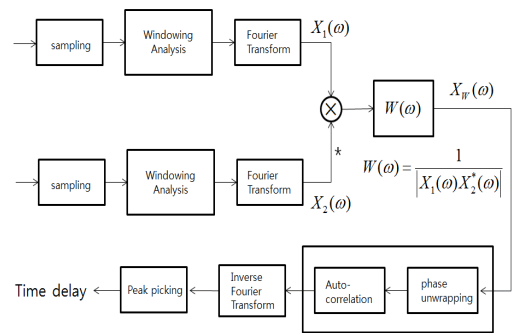 sampling
Windowing
Analysis
Fourier
Transform
X₁(ω)
W(ω)
X_W(ω)
*
W(ω) = 1 / |X₁(ω)X₂*(ω)|
sampling
Windowing
Analysis
Fourier
Transform
X₂(ω)
Time delay
Peak picking
Inverse
Fourier
Transform
Auto-
correlation
phase
unwrapping